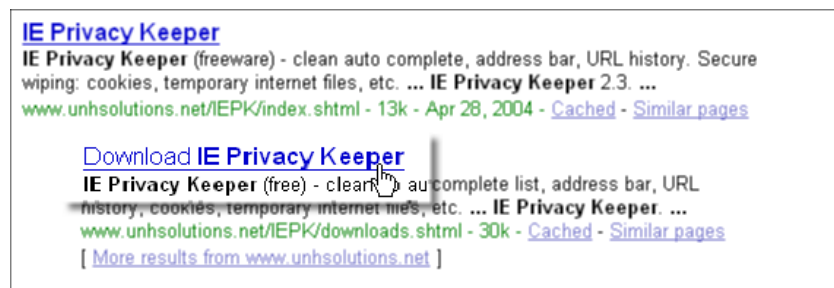 IE Privacy Keeper
IE Privacy Keeper (freeware) - clean auto complete, address bar, URL history. Secure
wiping: cookies, temporary internet files, etc. ... IE Privacy Keeper 2.3. ...
www.unhsolutions.net/IEPK/index.shtml - 13k - Apr 28, 2004 - Cached - Similar pages
Download IE Privacy Keeper
IE Privacy Keeper (free) - clean au complete list, address bar, URL
history, cookies, temporary internet files, etc. ... IE Privacy Keeper. ...
www.unhsolutions.net/IEPK/downloads.shtml - 30k - Cached - Similar pages
[ More results from www.unhsolutions.net ]